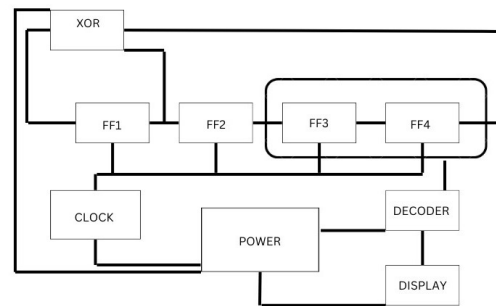 XOR
FF1
FF2
FF3
FF4
CLOCK
POWER
DECODER
DISPLAY